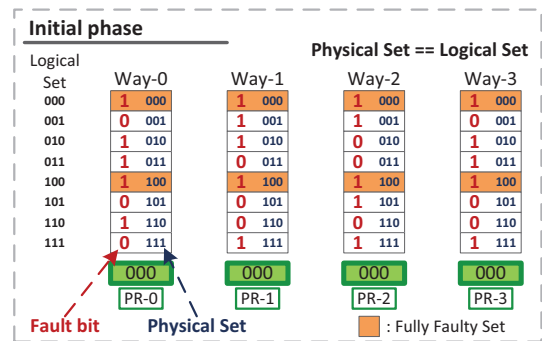 Initial phase
Physical Set == Logical Set
Logical Set Way-0 Way-1 Way-2 Way-3
000 1 000 1 000 1 000 1 000
001 0 001 1 001 1 001 0 001
010 1 010 0 010 0 010 1 010
011 1 011 0 011 0 011 1 011
100 1 100 1 100 1 100 1 100
101 0 101 0 101 1 101 0 101
110 1 110 0 110 0 110 0 110
111 0 111 1 111 1 111 1 111
000 000 000 000
PR-0 PR-1 PR-2 PR-3
Fault bit Physical Set : Fully Faulty Set